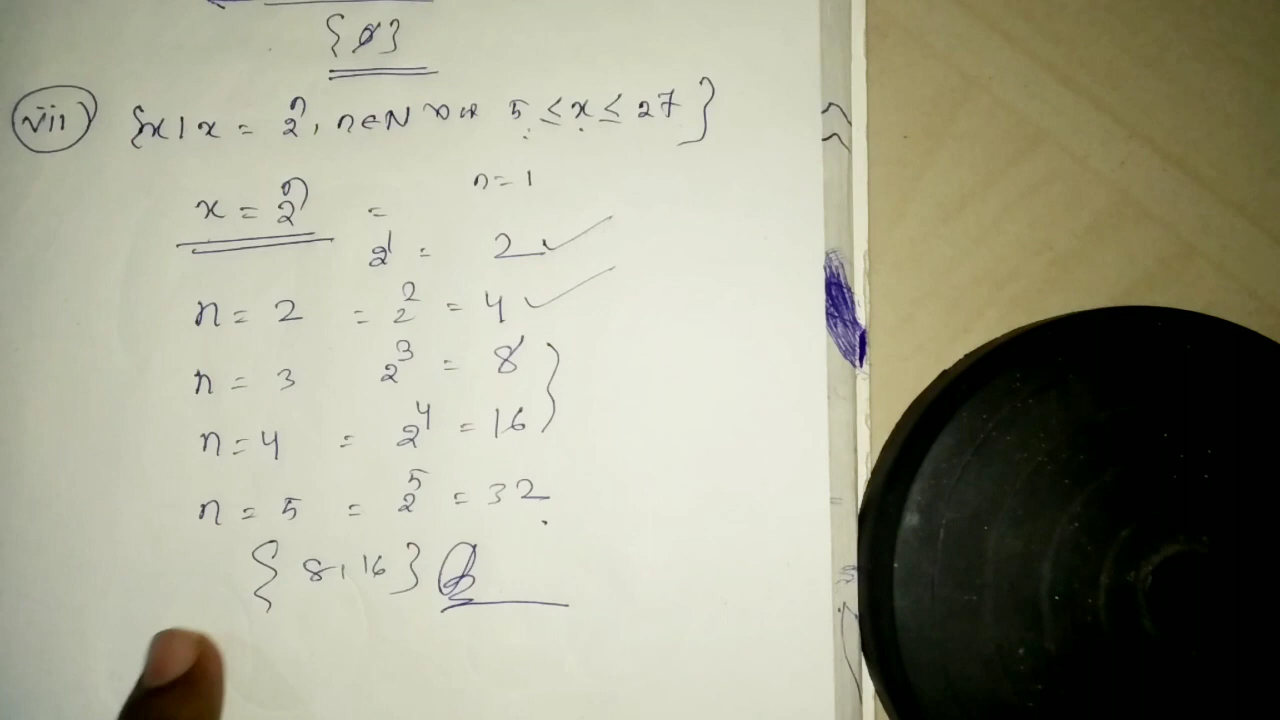 {ø}
vii) {x | x = 2ⁿ, n∈N 5 ≤ x ≤ 27}
x = 2ⁿ = n = 1
2¹ = 2 ✓
n = 2 = 2² = 4 ✓
n = 3 2³ = 8 }
n = 4 = 2⁴ = 16
n = 5 = 2⁵ = 32
{8, 16}